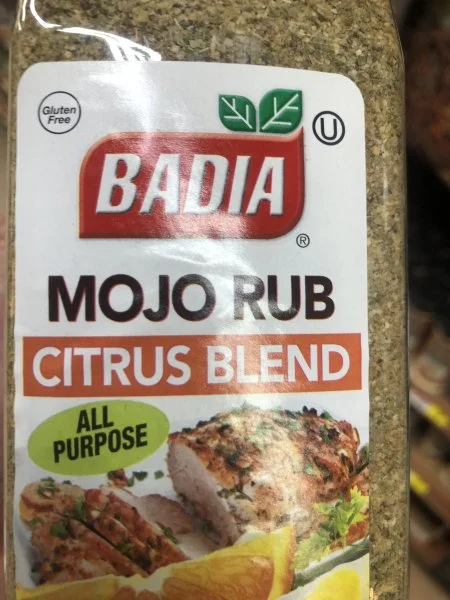 Gluten
Free
U
BADIA
®
MOJO RUB
CITRUS BLEND
ALL
PURPOSE